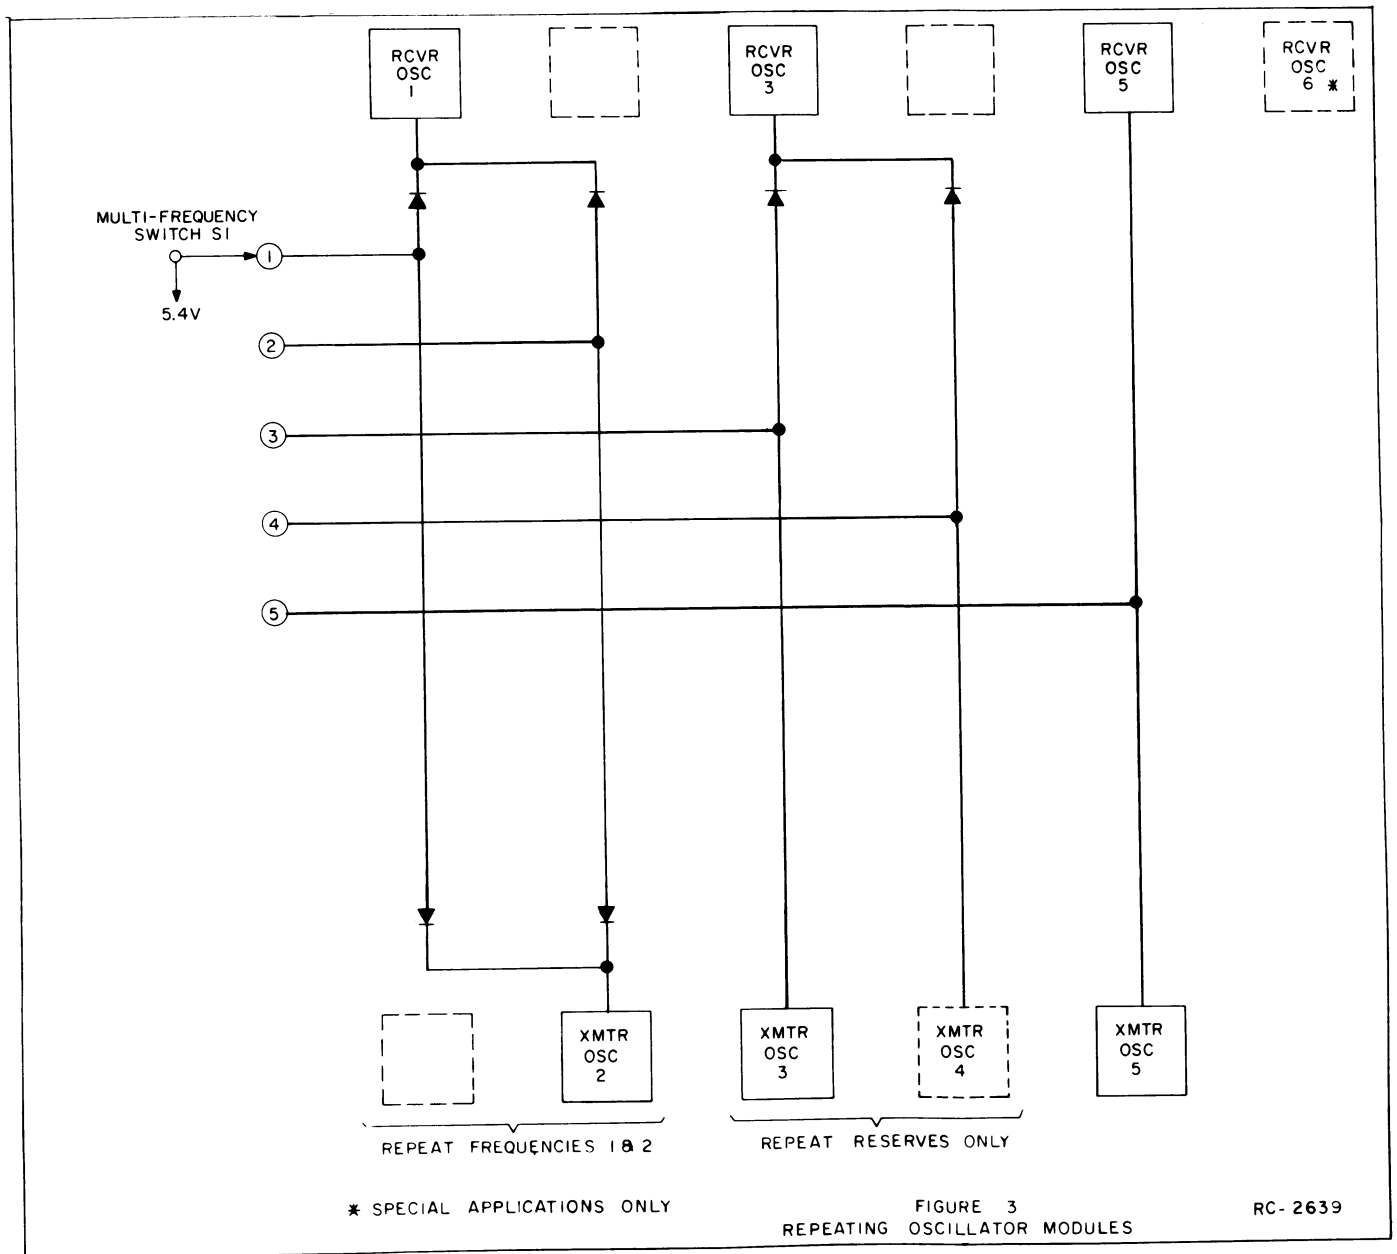 RCVR
OSC
1
RCVR
OSC
3
RCVR
OSC
5
RCVR
OSC
6 *
MULTI-FREQUENCY
SWITCH S1
1
5.4V
2
3
4
5
XMTR
OSC
2
XMTR
OSC
3
XMTR
OSC
4
XMTR
OSC
5
REPEAT FREQUENCIES 1 & 2
REPEAT RESERVES ONLY
* SPECIAL APPLICATIONS ONLY
FIGURE 3
REPEATING OSCILLATOR MODULES
RC-2639